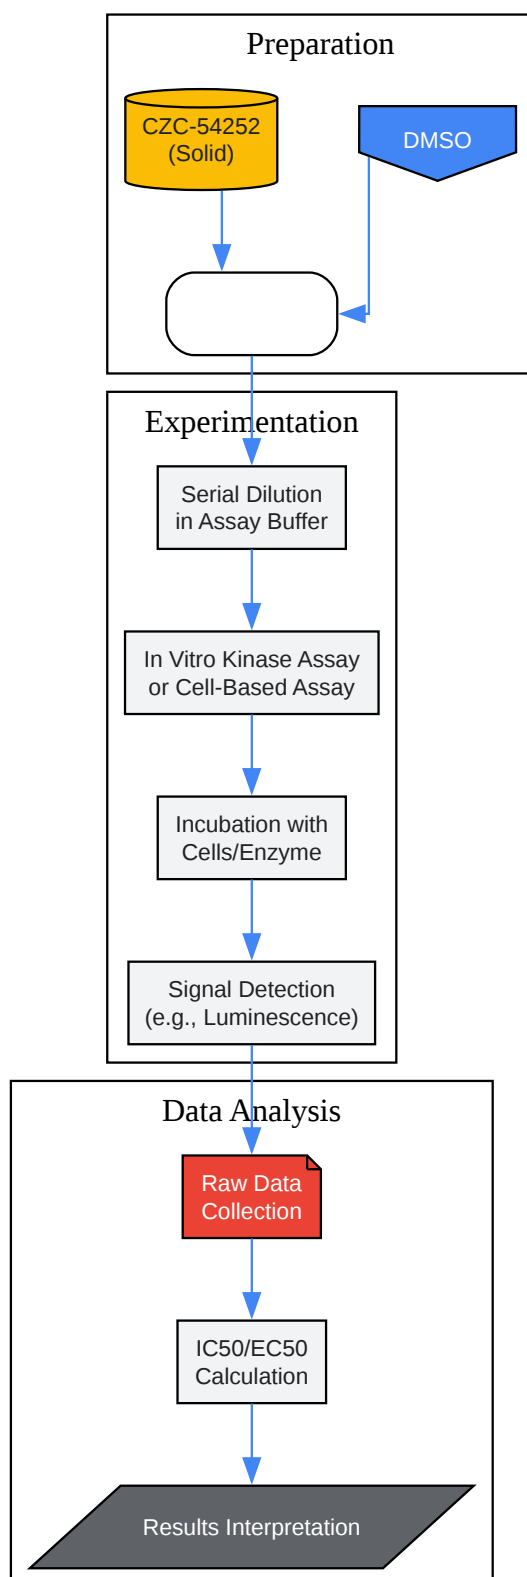 Preparation
CZC-54252
(Solid)
DMSO
Experimentation
Serial Dilution
in Assay Buffer
In Vitro Kinase Assay
or Cell-Based Assay
Incubation with
Cells/Enzyme
Signal Detection
(e.g., Luminescence)
Data Analysis
Raw Data
Collection
IC50/EC50
Calculation
Results Interpretation